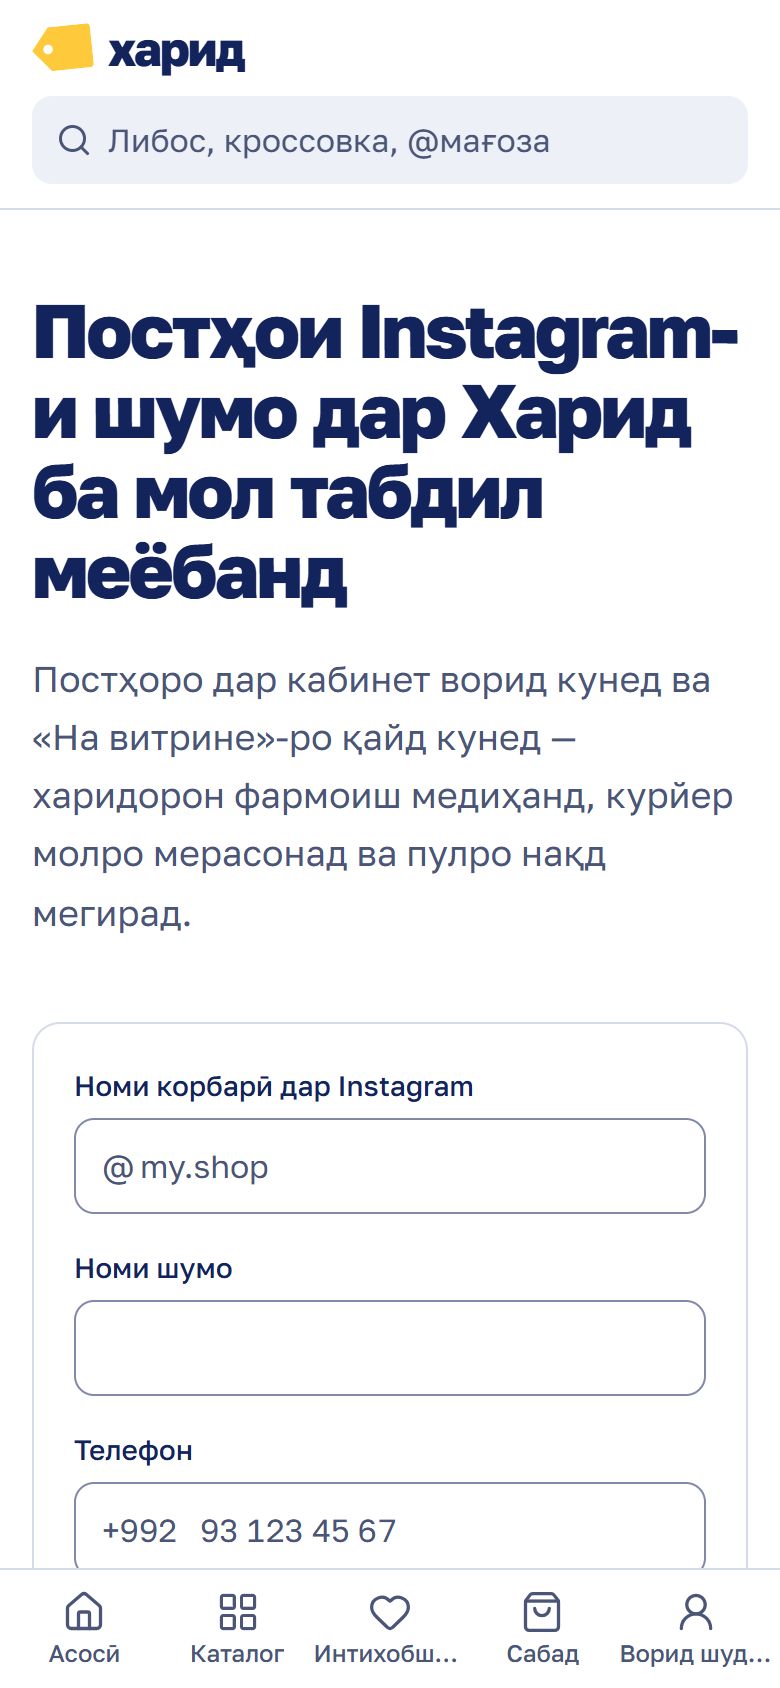 харид
Либос, кроссовка, @мағоза
Постҳои Instagram-
и шумо дар Харид
ба мол табдил
меёбанд
Постҳоро дар кабинет ворид кунед ва
«На витрине»-ро қайд кунед —
харидорон фармоиш медиҳанд, курйер
молро мерасонад ва пулро нақд
мегирад.
Номи корбарӣ дар Instagram
@ my.shop
Номи шумо
Телефон
+992 93 123 45 67
Асосӣ
Каталог
Интихобш...
Сабад
Ворид шуд...